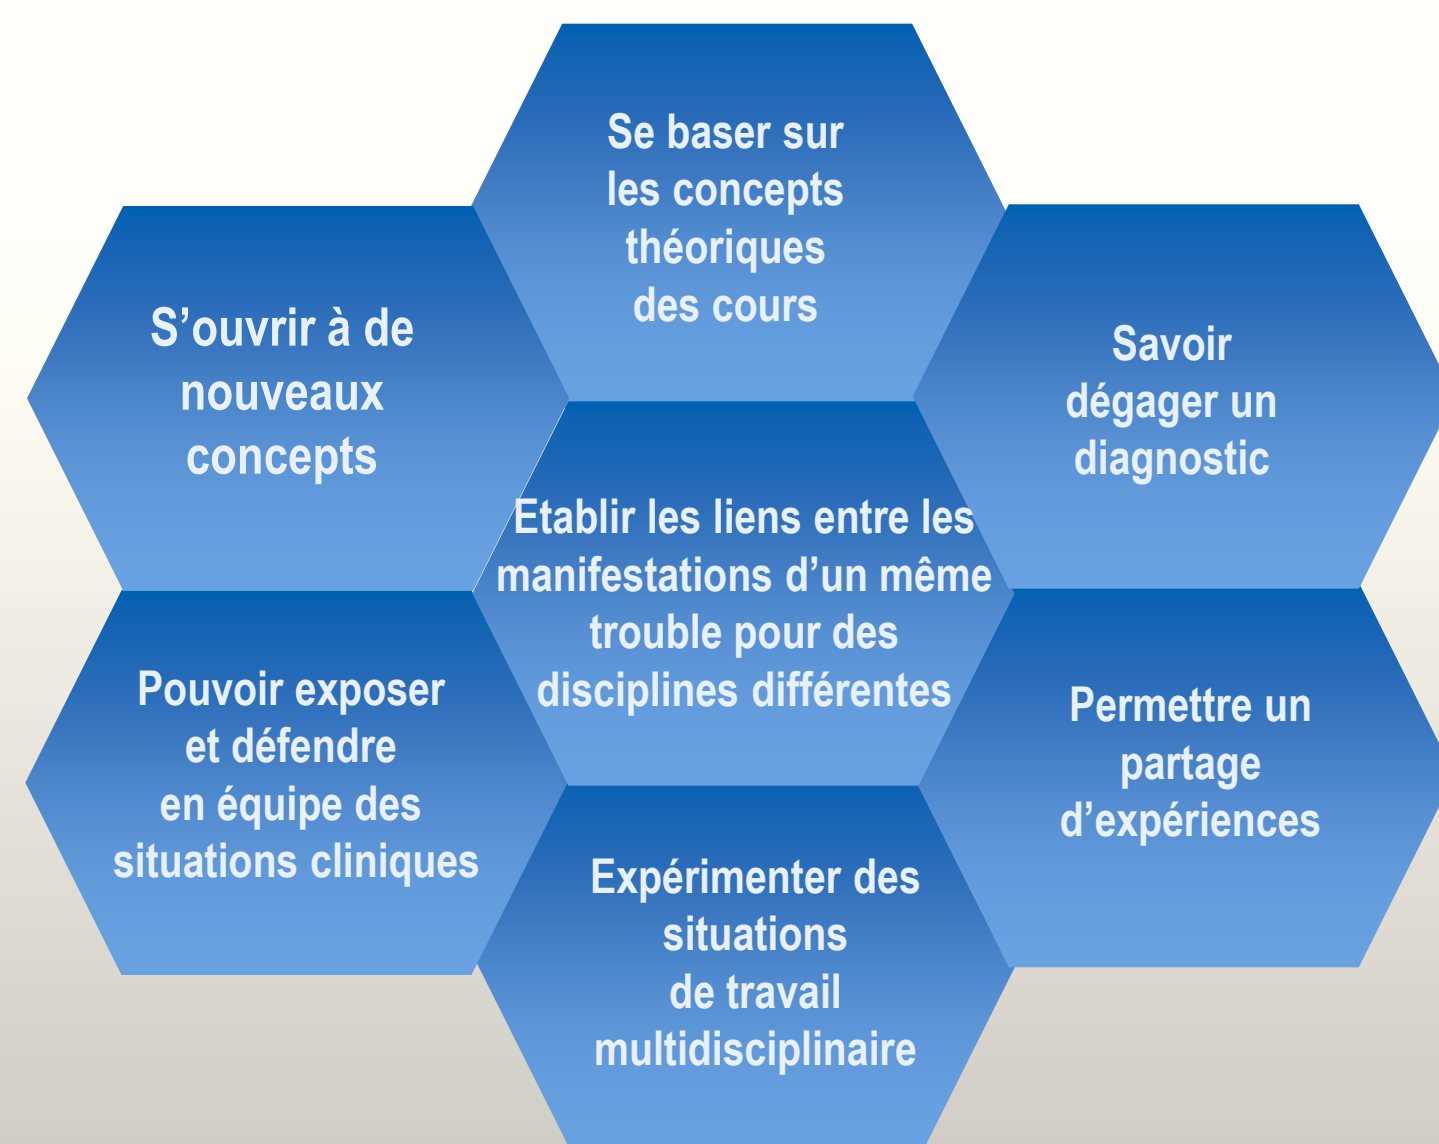 Se baser sur
les concepts
théoriques
des cours
S’ouvrir à de
nouveaux
concepts
Savoir
dégager un
diagnostic
Etablir les liens entre les
manifestations d’un même
trouble pour des
disciplines différentes
Pouvoir exposer
et défendre
en équipe des
situations cliniques
Permettre un
partage
d’expériences
Expérimenter des
situations
de travail
multidisciplinaire